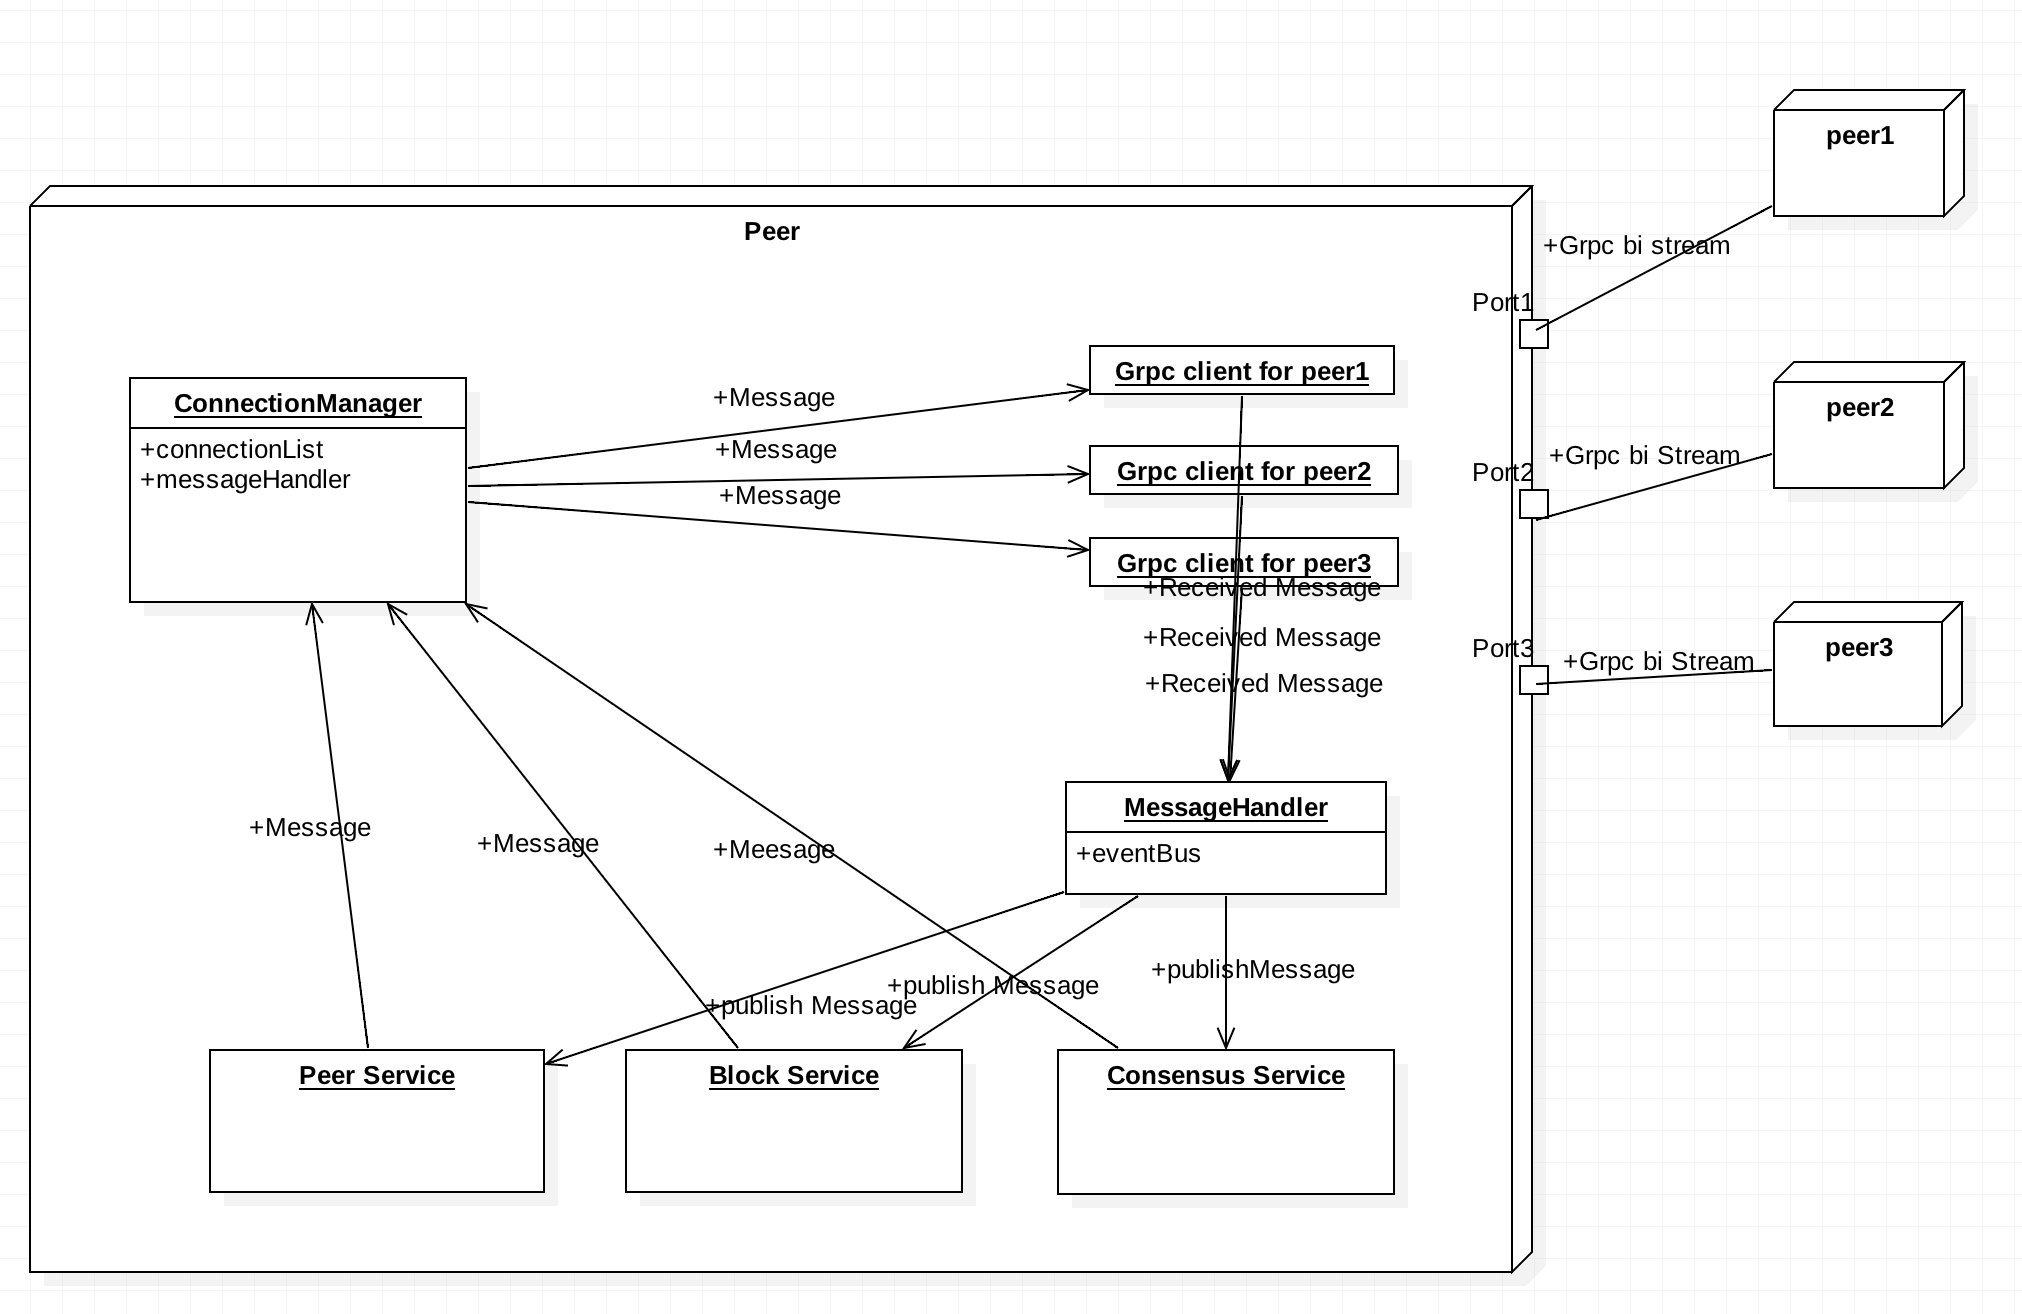 peer1
Peer
+Grpc bi stream
Port1
Grpc client for peer1
ConnectionManager
+connectionList
+messageHandler
+Message
+Message
+Message
Grpc client for peer2
Grpc client for peer3
+Received Message
+Received Message
+Received Message
peer2
+Grpc bi Stream
Port2
peer3
+Grpc bi Stream
Port3
MessageHandler
+eventBus
+Message
+Message
+Meesage
+publish Message
+publish Message
+publishMessage
Peer Service
Block Service
Consensus Service